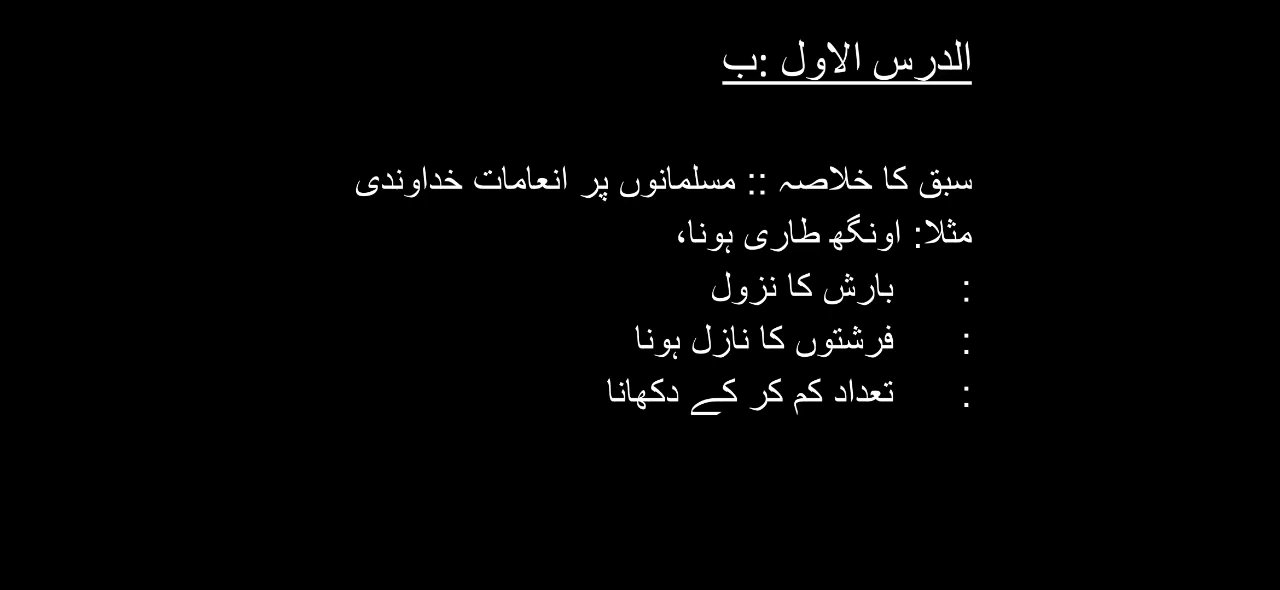 الدرس الاول :ب
سبق کا خلاصہ :: مسلمانوں پر انعامات خداوندی
مثلا: اونگھ طاری ہونا،
: بارش کا نزول
: فرشتوں کا نازل ہونا
: تعداد کم کر کے دکھانا